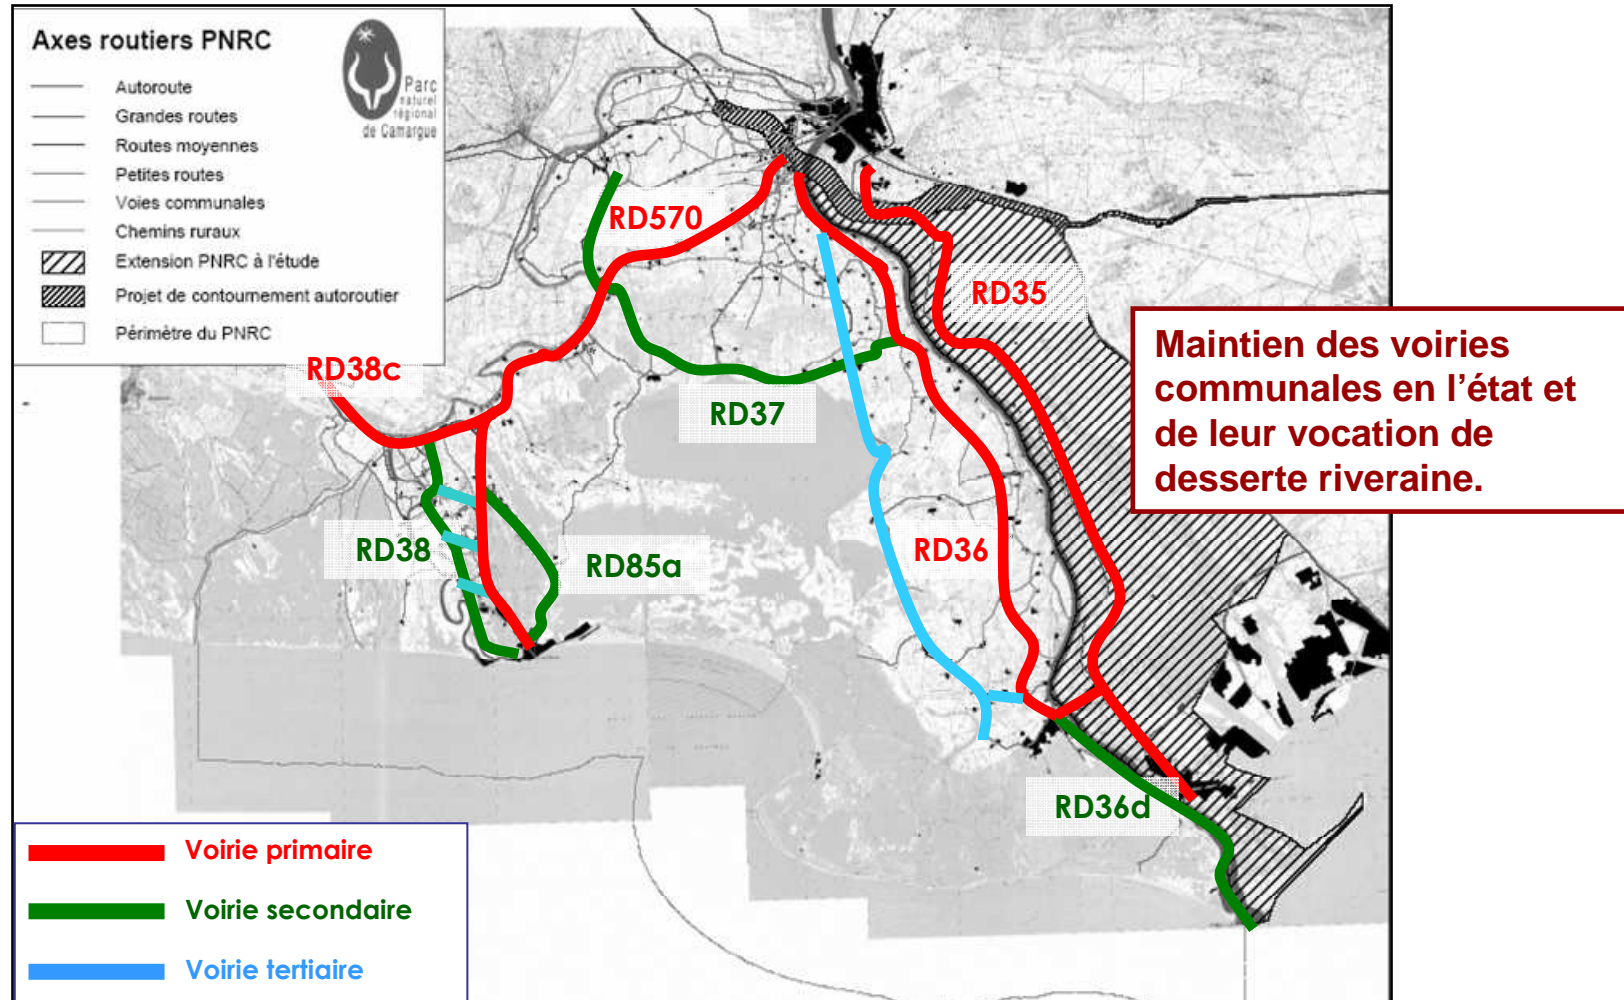 Axes routiers PNRC
Autoroute
Grandes routes
Routes moyennes
Petites routes
Voies communales
Chemins ruraux
Extension PNRC à l'étude
Projet de contournement autoroutier
Périmètre du PNRC
Parc
naturel
régional
de Camargue
RD570
RD35
RD38c
RD37
Maintien des voiries
communales en l'état et
de leur vocation de
desserte riveraine.
RD38
RD85a
RD36
RD36d
Voirie primaire
Voirie secondaire
Voirie tertiaire